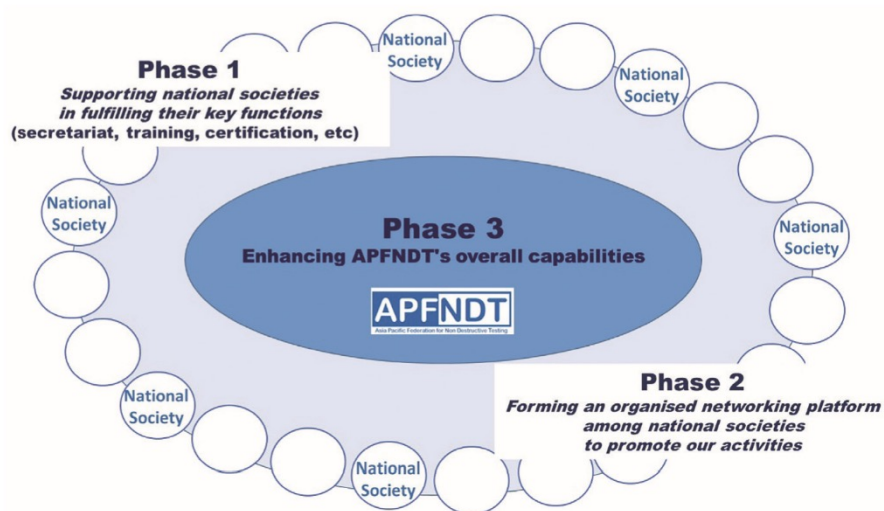 National
Society
National
Society
Phase 1
Supporting national societies
in fulfilling their key functions
(secretariat, training, certification, etc)
National
Society
National
Society
Phase 3
Enhancing APFNDT's overall capabilities
APFNDT
Asia Pacific Federation for Non Destructive Testing
Phase 2
Forming an organised networking platform
among national societies
to promote our activities
National
Society
National
Society